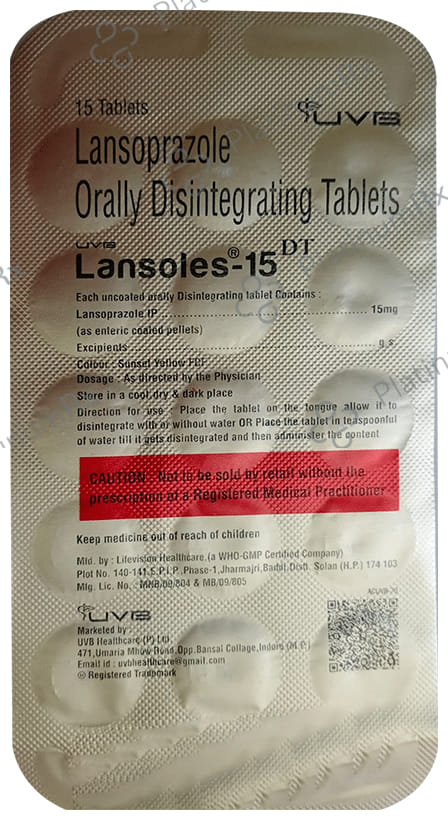 15 Tablets
UVB
Lansoprazole
Orally Disintegrating Tablets
UVB
Lansoles®-15 DT
Each uncoated orally Disintegrating tablet Contains :
Lansoprazole IP........................................ 15mg
(as enteric coated pellets)
Excipients ........................................ q.s.
Colour : Sunset Yellow FCF
Dosage : As directed by the Physician
Store in a cool,dry & dark place
Direction for use : Place the tablet on the tongue allow it to
disintegrate with or without water OR Place the tablet in teaspoonful
of water till it gets disintegrated and then administer the content
CAUTION : Not to be sold by retail without the
prescription of a Registered Medical Practitioner
Keep medicine out of reach of children
Mfd. by : Lifevision Healthcare,(a WHO-GMP Certified Company)
Plot No. 140-141,E.P.I.P.,Phase-1,Jharmajri,Baddi,Distt. Solan (H.P.) 174 103
Mfg. Lic. No. : MNB/09/804 & MB/09/805
ACUVB-20
UVB
Marketed by :
UVB Healthcare (P) Ltd.
471,Umaria Mhow Road,Opp.Bansal Collage,Indore (M.P.)
Email id : uvbhealthcare@gmail.com
® Registered Trademark